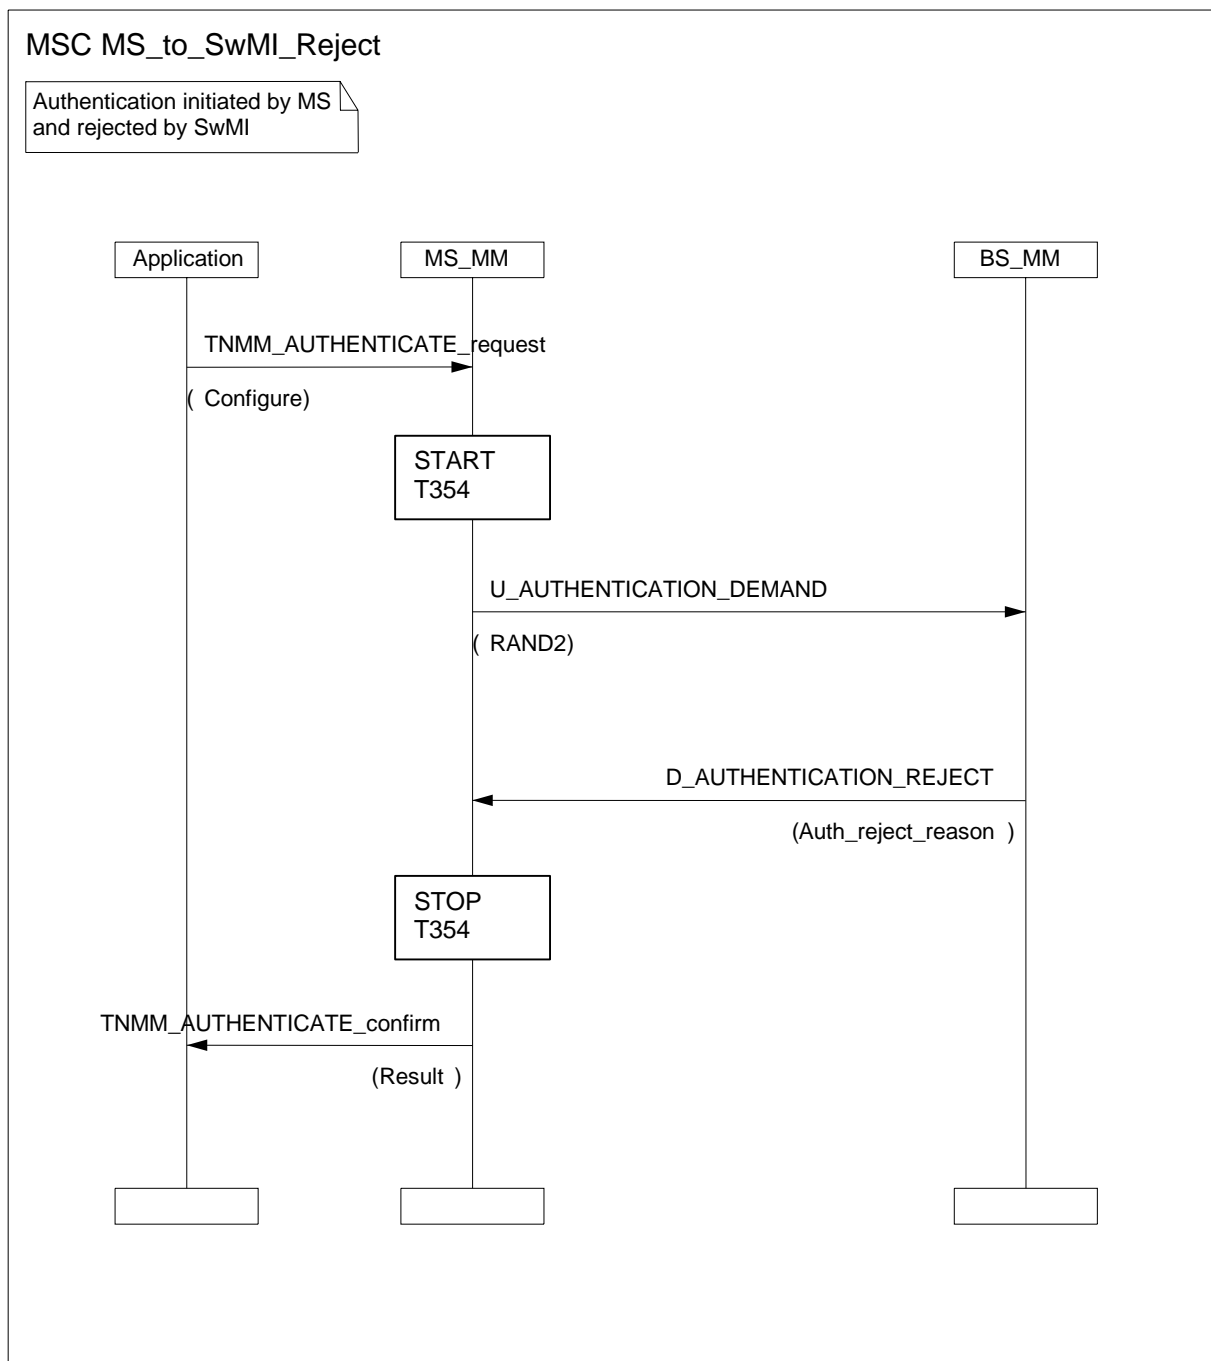 MSC MS_to_SwMI_Reject
Authentication initiated by MS
and rejected by SwMI
Application
MS_MM
BS_MM
TNMM_AUTHENTICATE_request
( Configure)
START
T354
U_AUTHENTICATION_DEMAND
( RAND2)
D_AUTHENTICATION_REJECT
(Auth_reject_reason )
STOP
T354
TNMM_AUTHENTICATE_confirm
(Result )